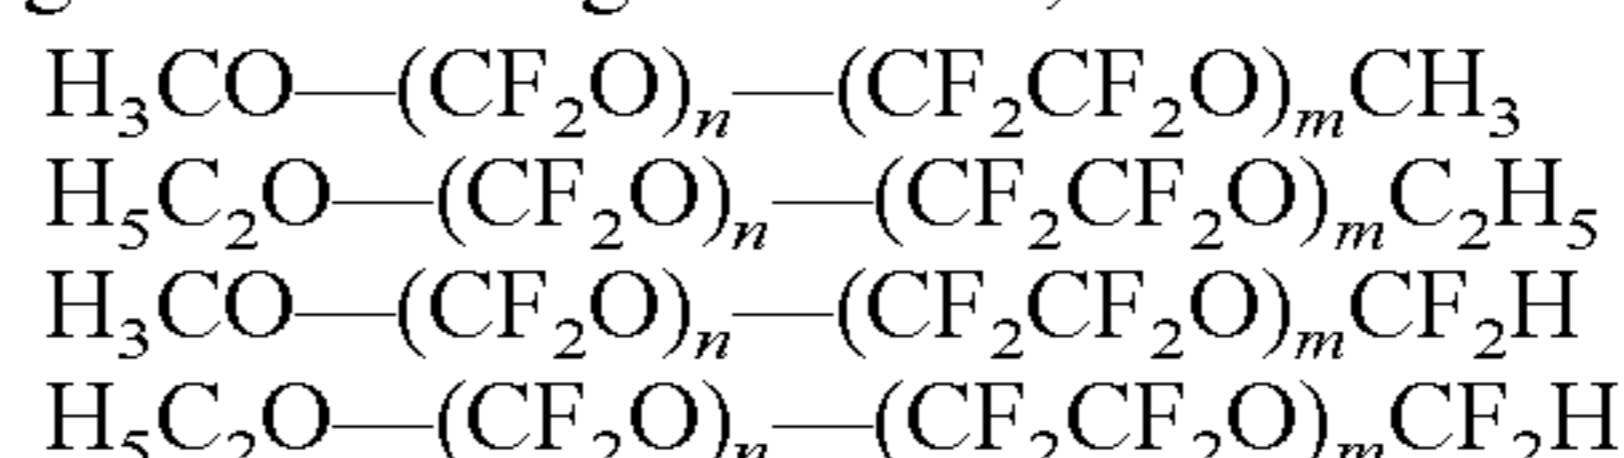 H₃CO—(CF₂O)ₙ—(CF₂CF₂O)ₘCH₃
H₅C₂O—(CF₂O)ₙ—(CF₂CF₂O)ₘC₂H₅
H₃CO—(CF₂O)ₙ—(CF₂CF₂O)ₘCF₂H
H₅C₂O—(CF₂O)ₙ—(CF₂CF₂O)ₘCF₂H